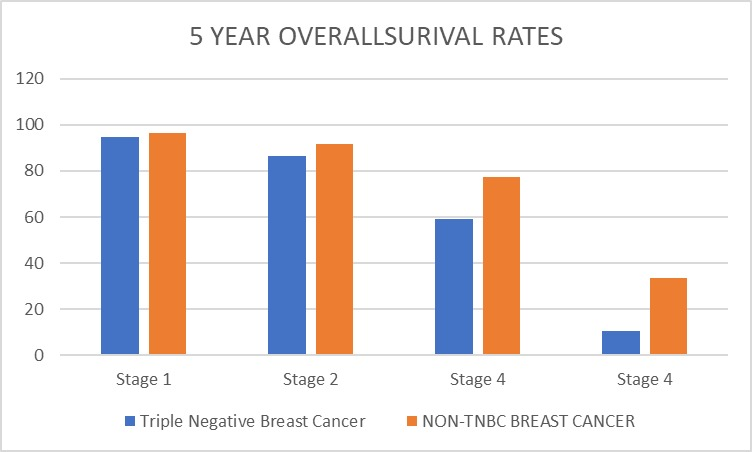 5 YEAR OVERALLSURIVAL RATES
120
100
80
60
40
20
0
Stage 1 Stage 2 Stage 4 Stage 4
Triple Negative Breast Cancer NON-TNBC BREAST CANCER